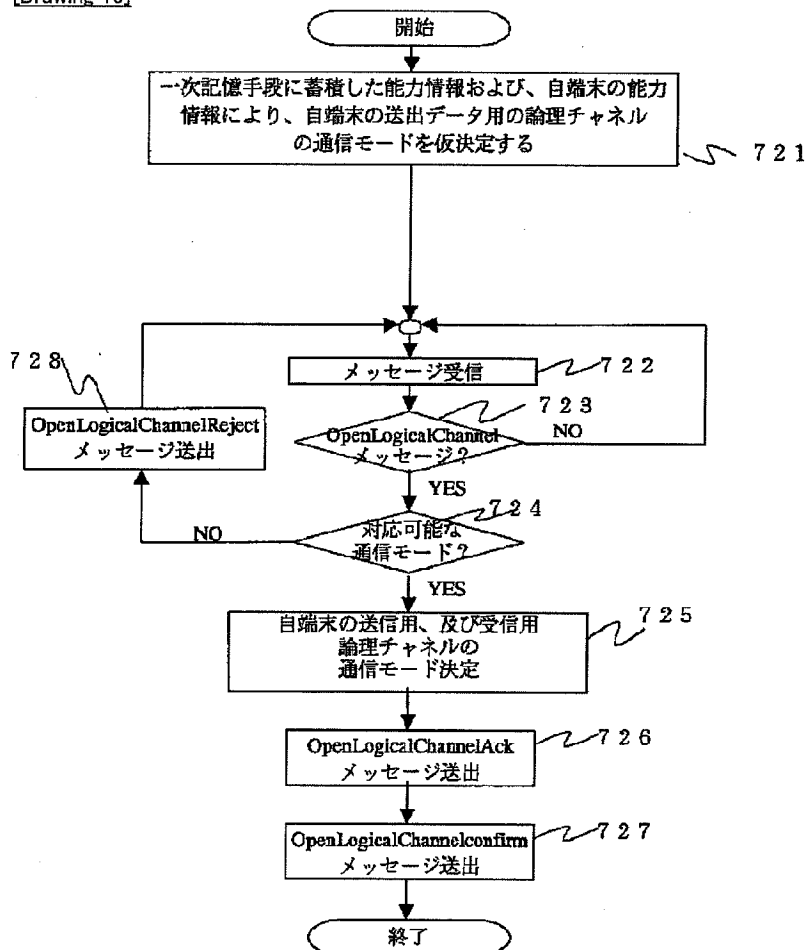 開始
一次記憶手段に蓄積した能力情報および、自端末の能力
情報により、自端末の送出データ用の論理チャネル
の通信モードを仮決定する
721
728
メッセージ受信
722
OpenLogicalChannelReject
メッセージ送出
723
OpenLogicalChannel
メッセージ?
NO
YES
724
NO
対応可能な
通信モード?
YES
自端末の送信用、及び受信用
論理チャネルの
通信モード決定
725
OpenLogicalChannelAck
メッセージ送出
726
OpenLogicalChannelconfirm
メッセージ送出
727
終了